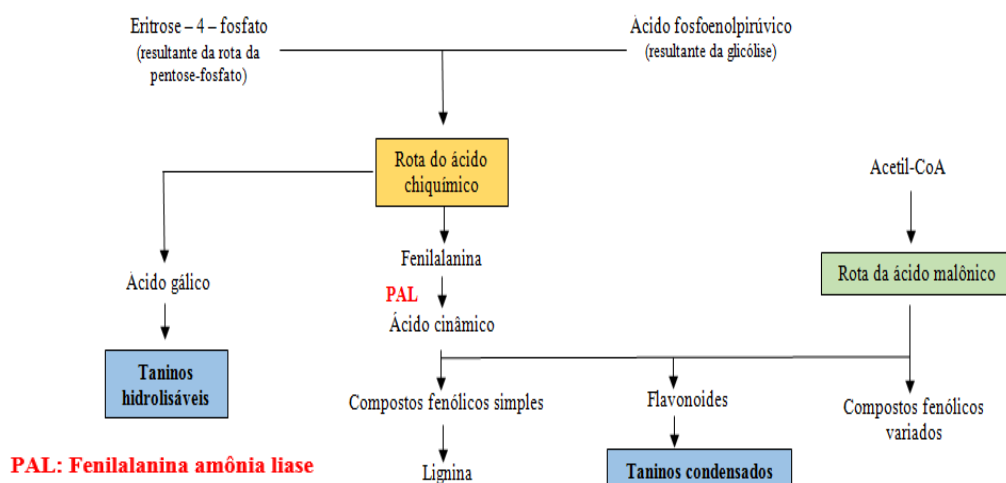 Eritrose – 4 – fosfato
(resultante da rota da
pentose-fosfato)
Ácido fosfoenolpirúvico
(resultante da glicólise)
Rota do ácido
chiquímico
Acetil-CoA
Fenilalanina
Rota da ácido malônico
Ácido gálico
PAL
Ácido cinâmico
Taninos
hidrolisáveis
Compostos fenólicos simples
Flavonoides
Compostos fenólicos
variados
PAL: Fenilalanina amônia liase
Lignina
Taninos condensados